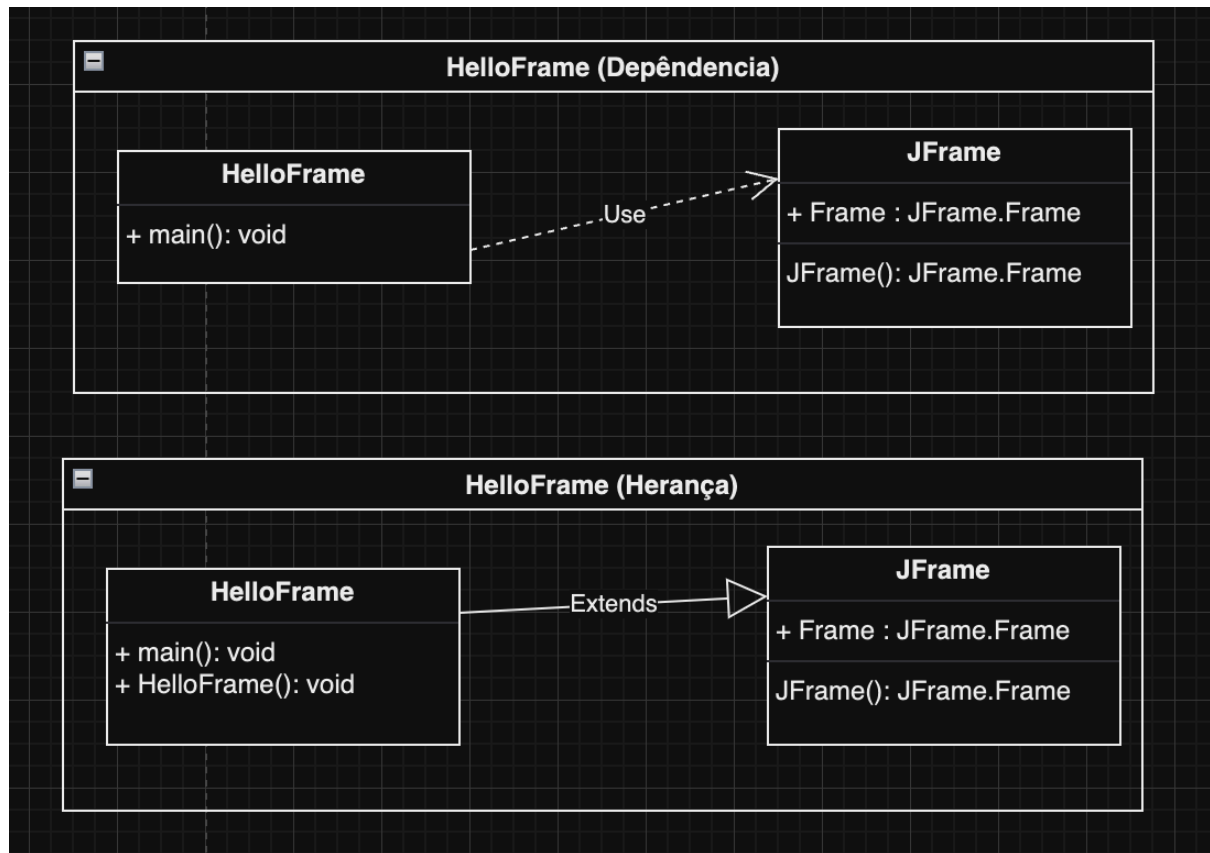 HelloFrame (Depêndencia)
HelloFrame
+ main(): void
Use
JFrame
+ Frame : JFrame.Frame
JFrame(): JFrame.Frame
HelloFrame (Herança)
HelloFrame
+ main(): void
+ HelloFrame(): void
Extends
JFrame
+ Frame : JFrame.Frame
JFrame(): JFrame.Frame